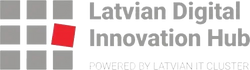 Latvian Digital
Innovation Hub
POWERED BY LATVIAN IT CLUSTER